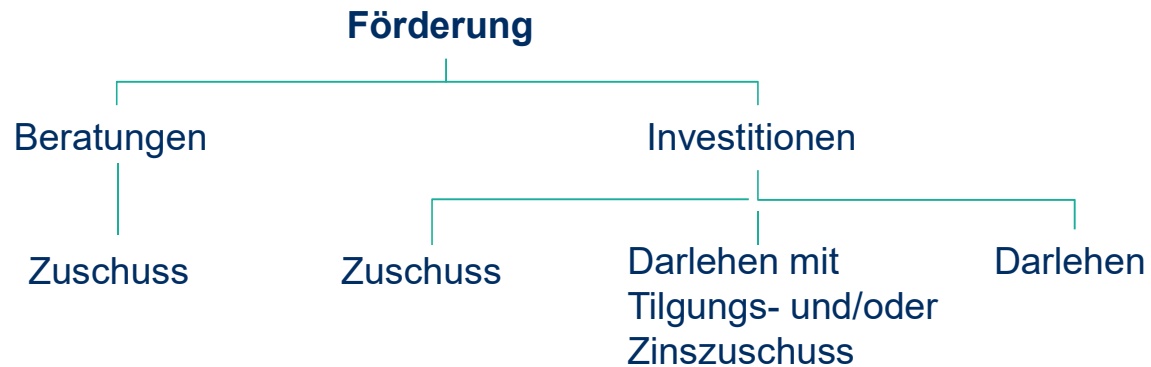 Förderung
Beratungen
Investitionen
Zuschuss
Zuschuss
Darlehen mit
Tilgungs- und/oder
Zinszuschuss
Darlehen